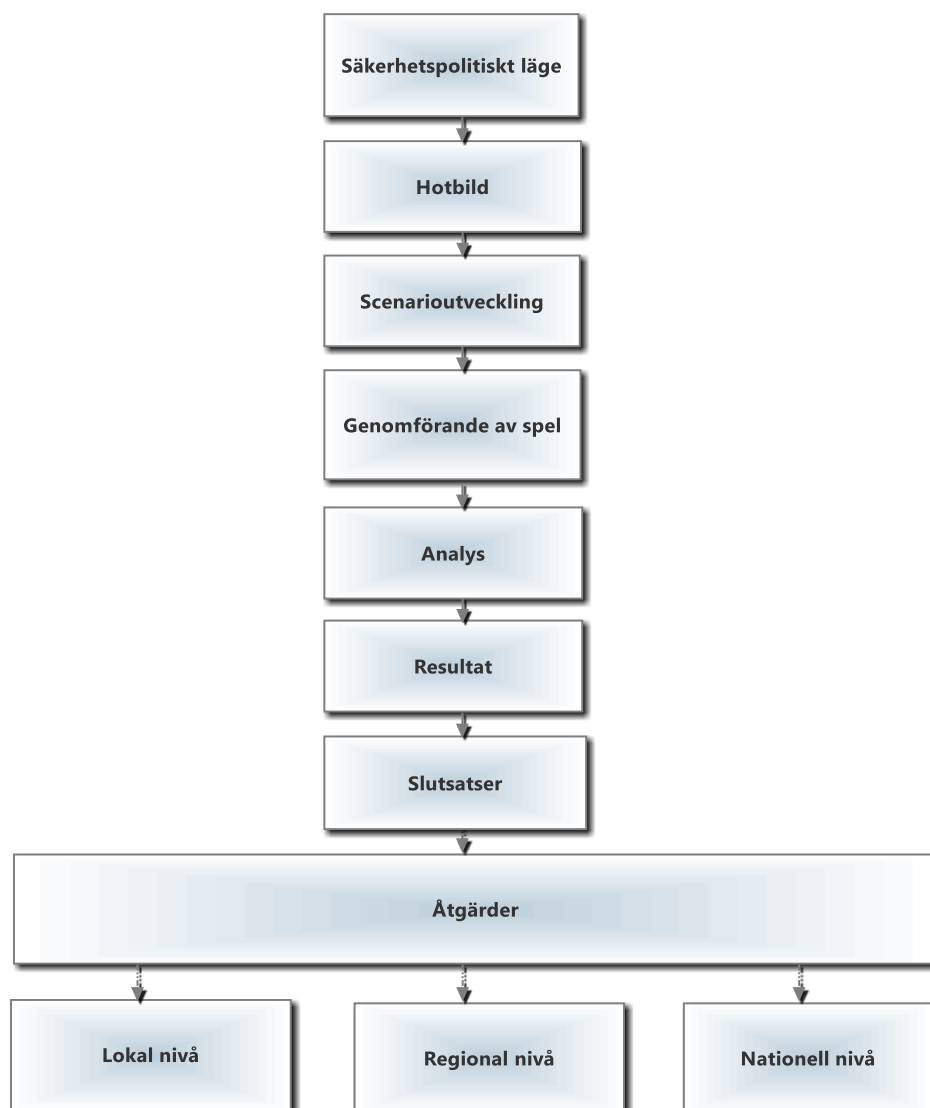 Säkerhetspolitiskt läge
Hotbild
Scenarioutveckling
Genomförande av spel
Analys
Resultat
Slutsatser
Åtgärder
Lokal nivå
Regional nivå
Nationell nivå